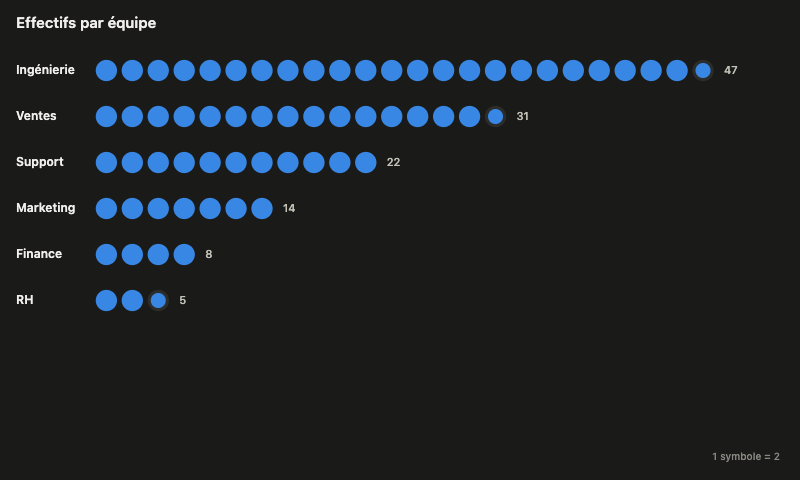 Effectifs par équipe
Ingénierie 47
Ventes 31
Support 22
Marketing 14
Finance 8
RH 5
1 symbole = 2